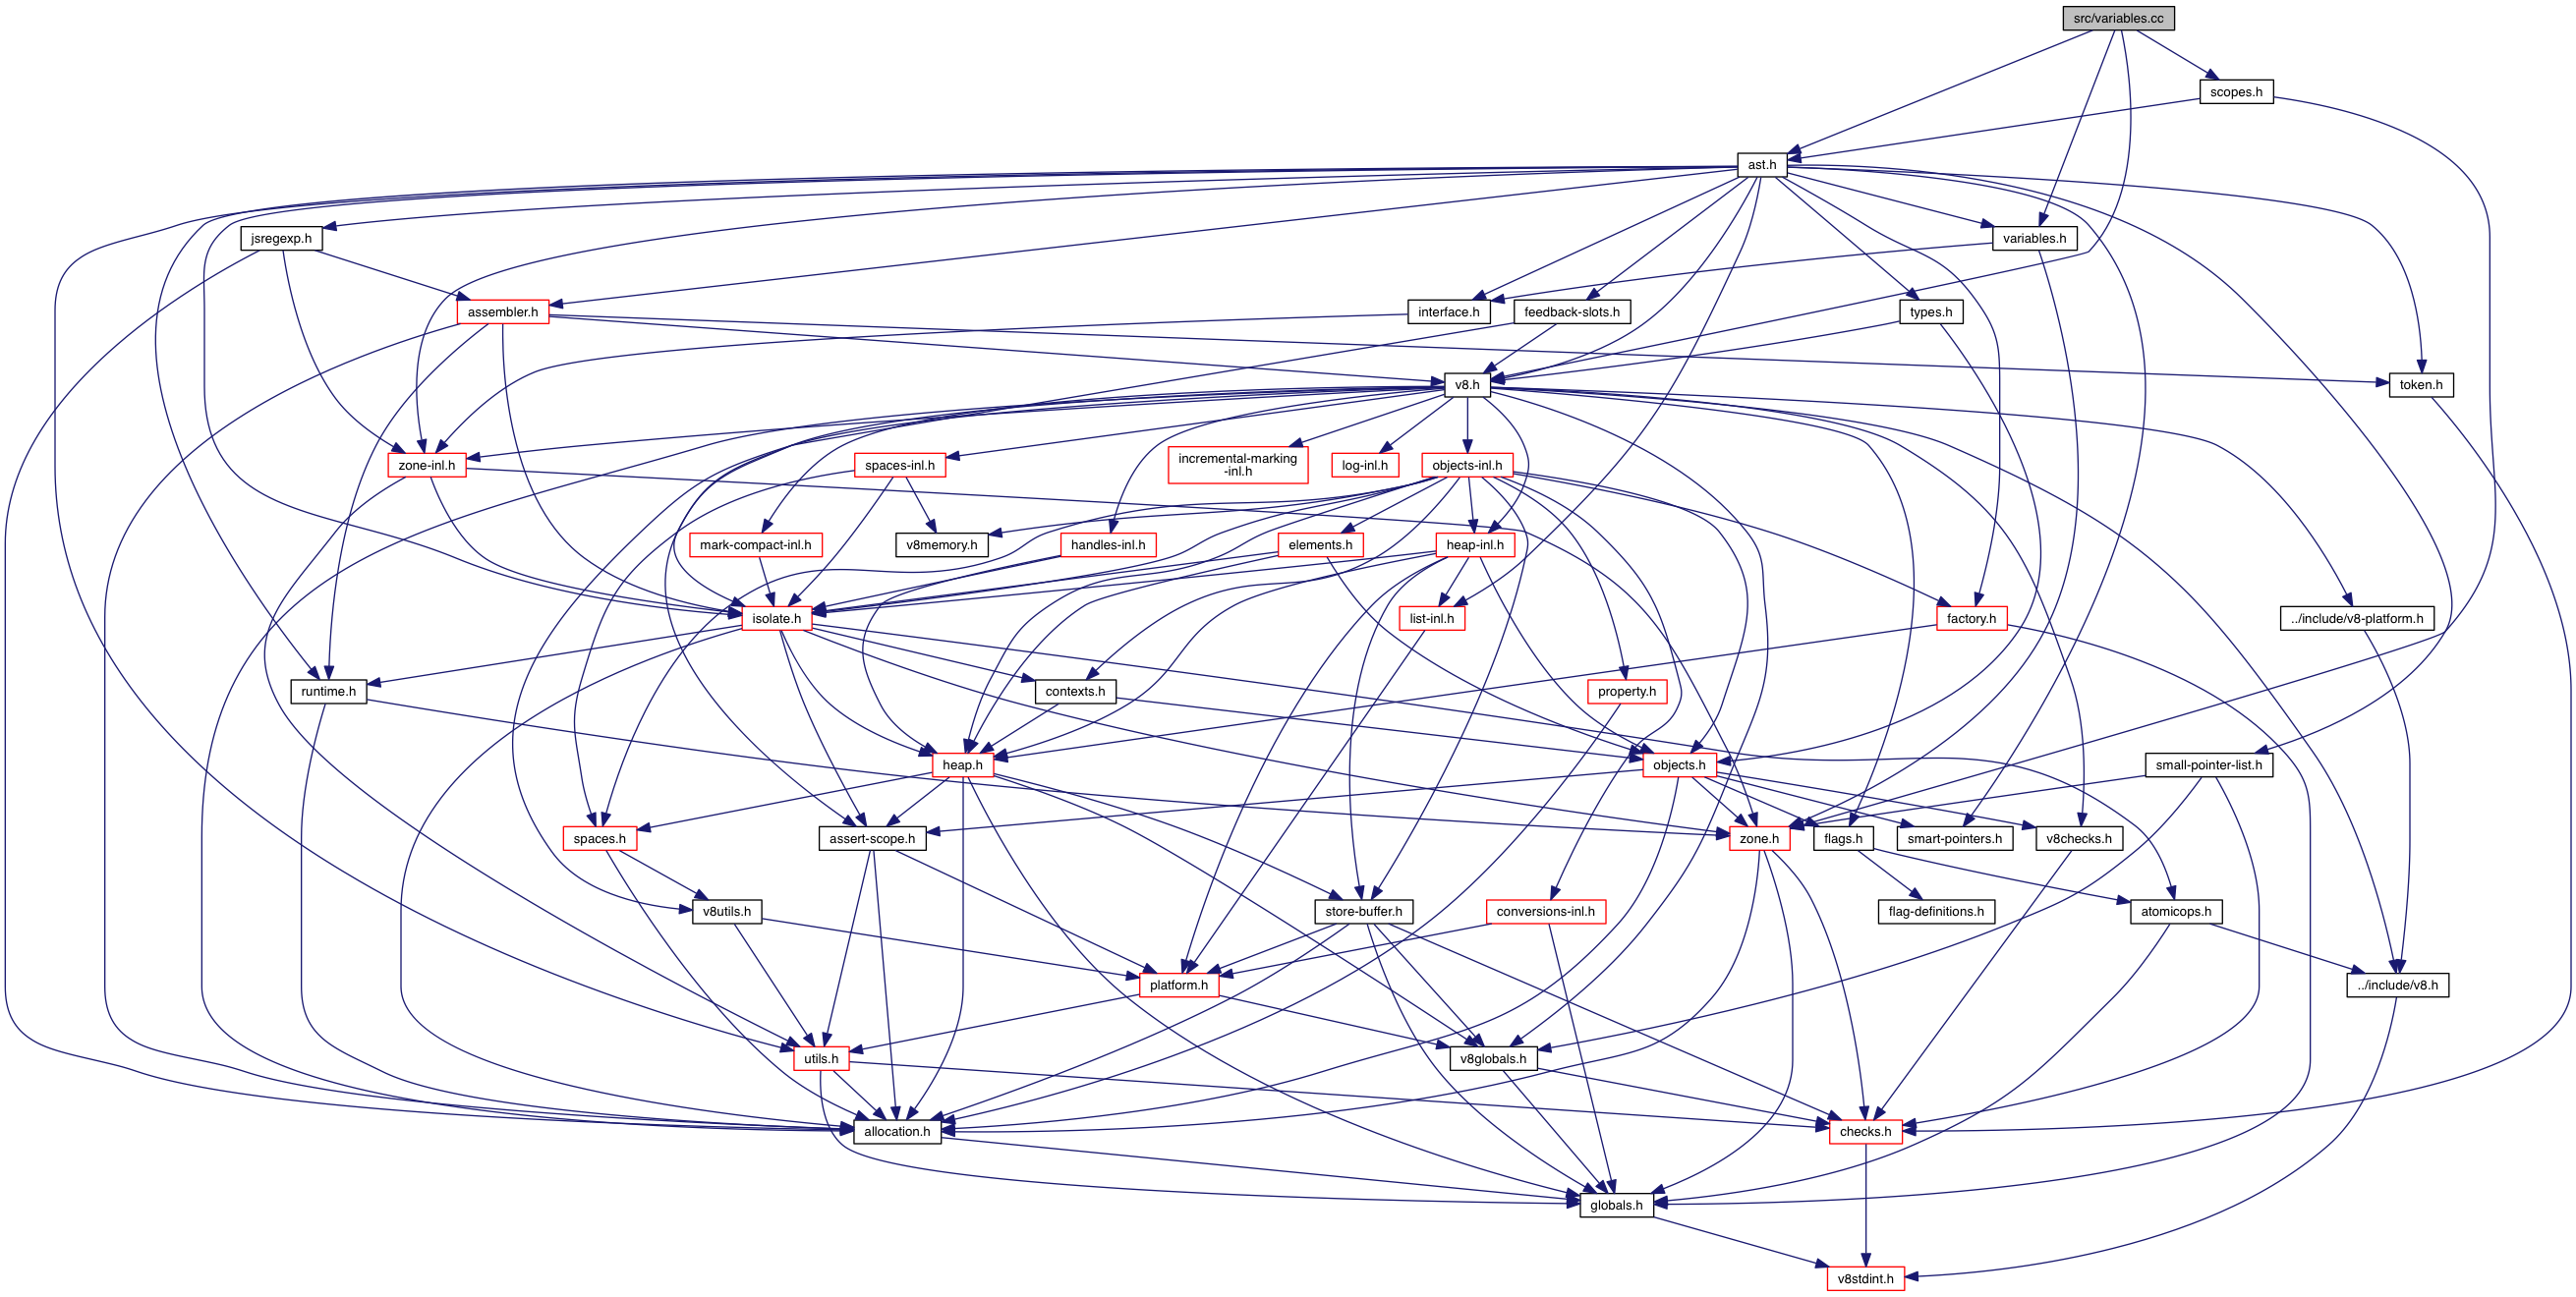 src/variables.cc
scopes.h
ast.h
jsregexp.h
variables.h
assembler.h
interface.h
feedback-slots.h
types.h
v8.h
token.h
zone-inl.h
spaces-inl.h
incremental-marking
-inl.h
log-inl.h
objects-inl.h
mark-compact-inl.h
v8memory.h
handles-inl.h
elements.h
heap-inl.h
isolate.h
list-inl.h
factory.h
../include/v8-platform.h
runtime.h
contexts.h
property.h
heap.h
objects.h
small-pointer-list.h
spaces.h
assert-scope.h
zone.h
flags.h
smart-pointers.h
v8checks.h
v8utils.h
store-buffer.h
conversions-inl.h
flag-definitions.h
atomicops.h
platform.h
../include/v8.h
utils.h
v8globals.h
allocation.h
checks.h
globals.h
v8stdint.h